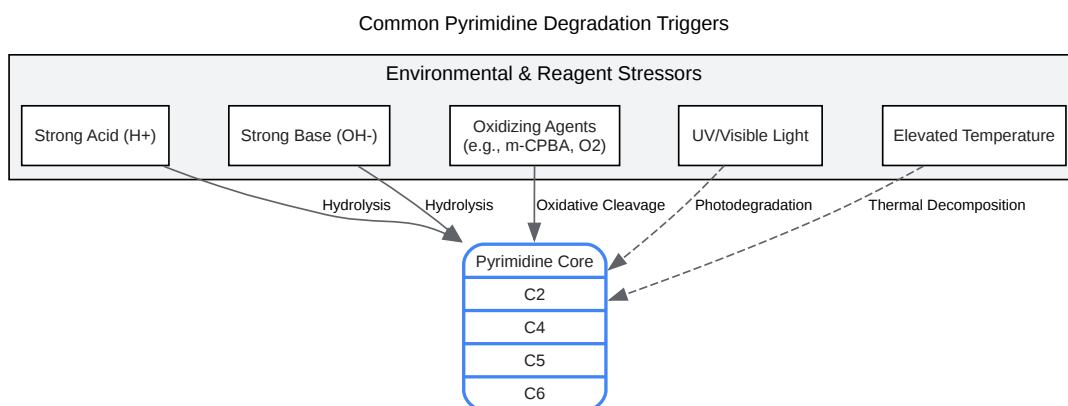 Common Pyrimidine Degradation Triggers
Environmental & Reagent Stressors
Strong Acid (H+)
Strong Base (OH-)
Oxidizing Agents
(e.g., m-CPBA, O2)
UV/Visible Light
Elevated Temperature
Hydrolysis
Hydrolysis
Oxidative Cleavage
Photodegradation
Thermal Decomposition
Pyrimidine Core
C2
C4
C5
C6